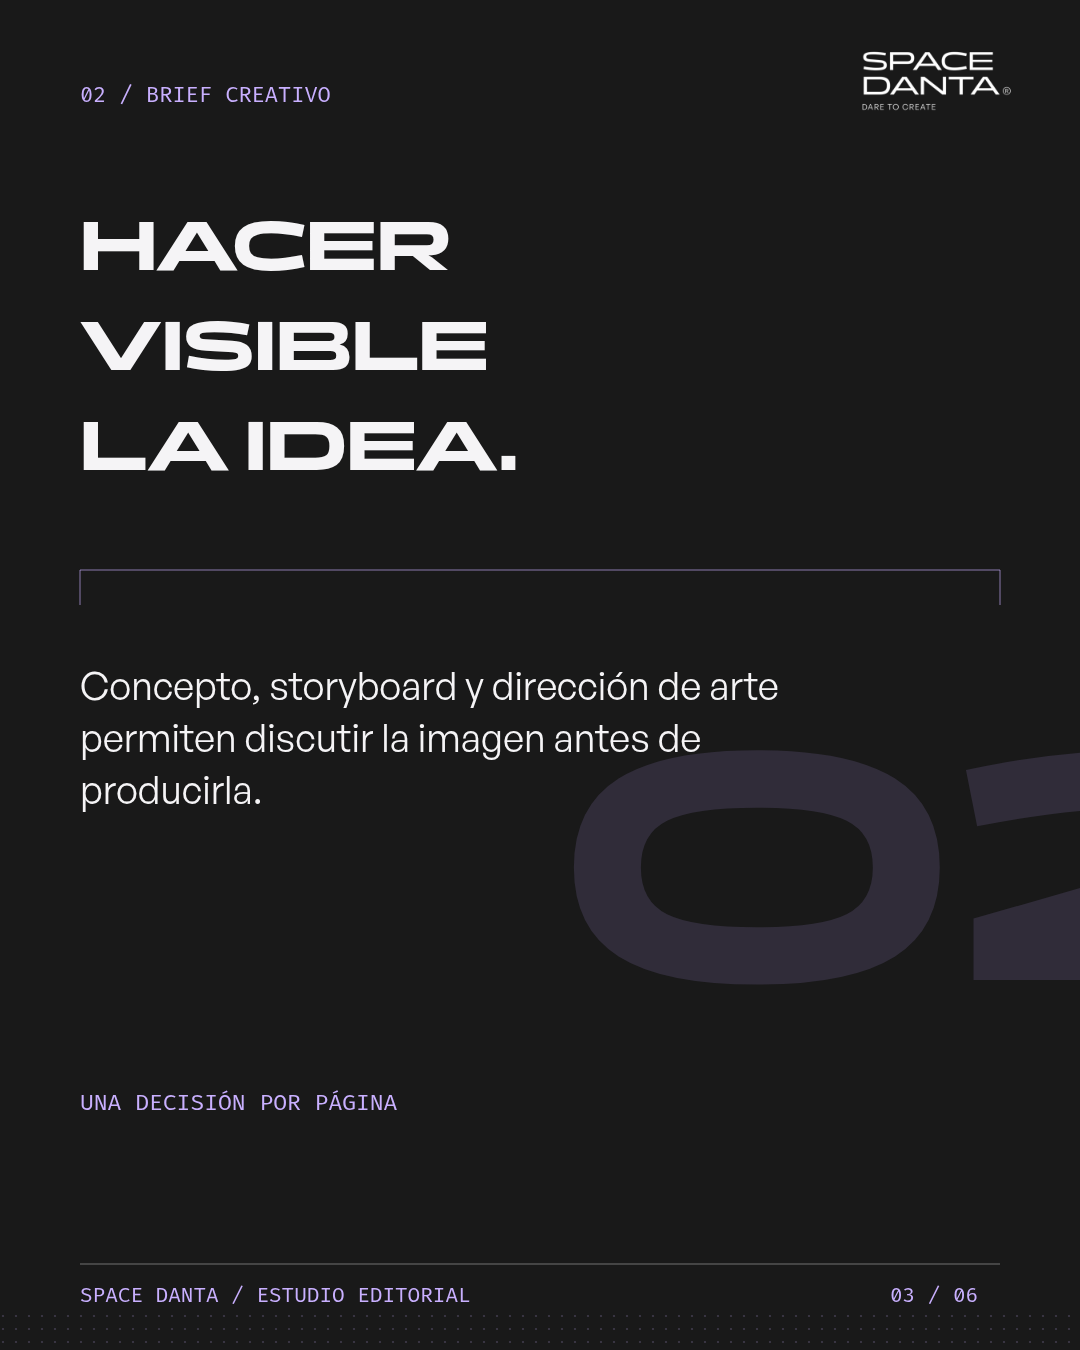 02 / BRIEF CREATIVO
SPACE
DANTA®
DARE TO CREATE
HACER
VISIBLE
LA IDEA.
Concepto, storyboard y dirección de arte
permiten discutir la imagen antes de
producirla.
02
UNA DECISIÓN POR PÁGINA
SPACE DANTA / ESTUDIO EDITORIAL
03 / 06